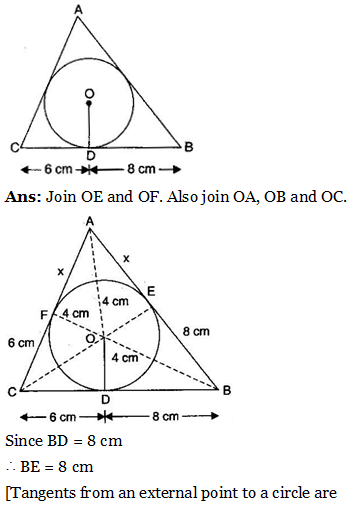 A
O
C
D
B
6 cm
8 cm
Ans: Join OE and OF. Also join OA, OB and OC.
A
x
x
E
F
4 cm
4 cm
6 cm
O
8 cm
4 cm
C
D
B
6 cm
8 cm
Since BD = 8 cm
∴ BE = 8 cm
[Tangents from an external point to a circle are